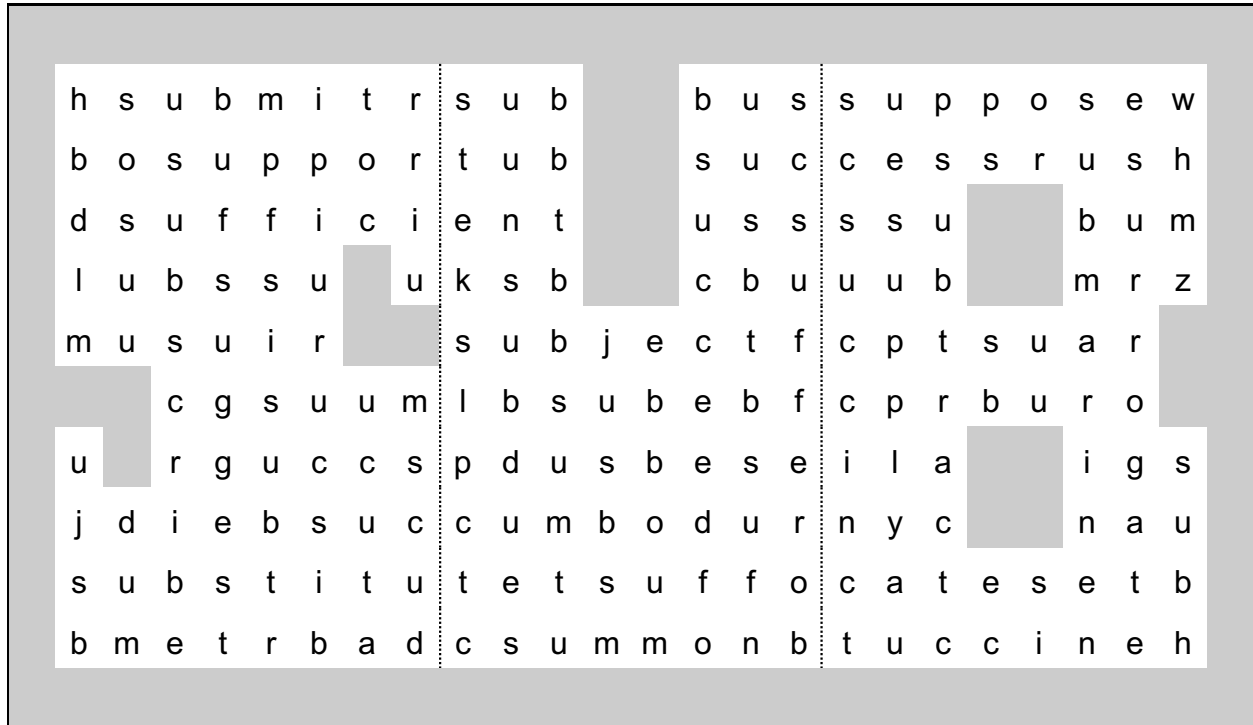 h s u b m i t r s u b b u s s u p p o s e w
b o s u p p o r t u b s u c c e s s r u s h
d s u f f i c i e n t u s s s s u b u m
l u b s s u u k s b c b u u u b m r z
m u s u i r s u b j e c t f c p t s u a r
c g s u u m l b s u b e b f c p r b u r o
u r g u c c s p d u s b e s e i l a i g s
j d i e b s u c c u m b o d u r n y c n a u
s u b s t i t u t e t s u f f o c a t e s e t b
b m e t r b a d c s u m m o n b t u c c i n e h